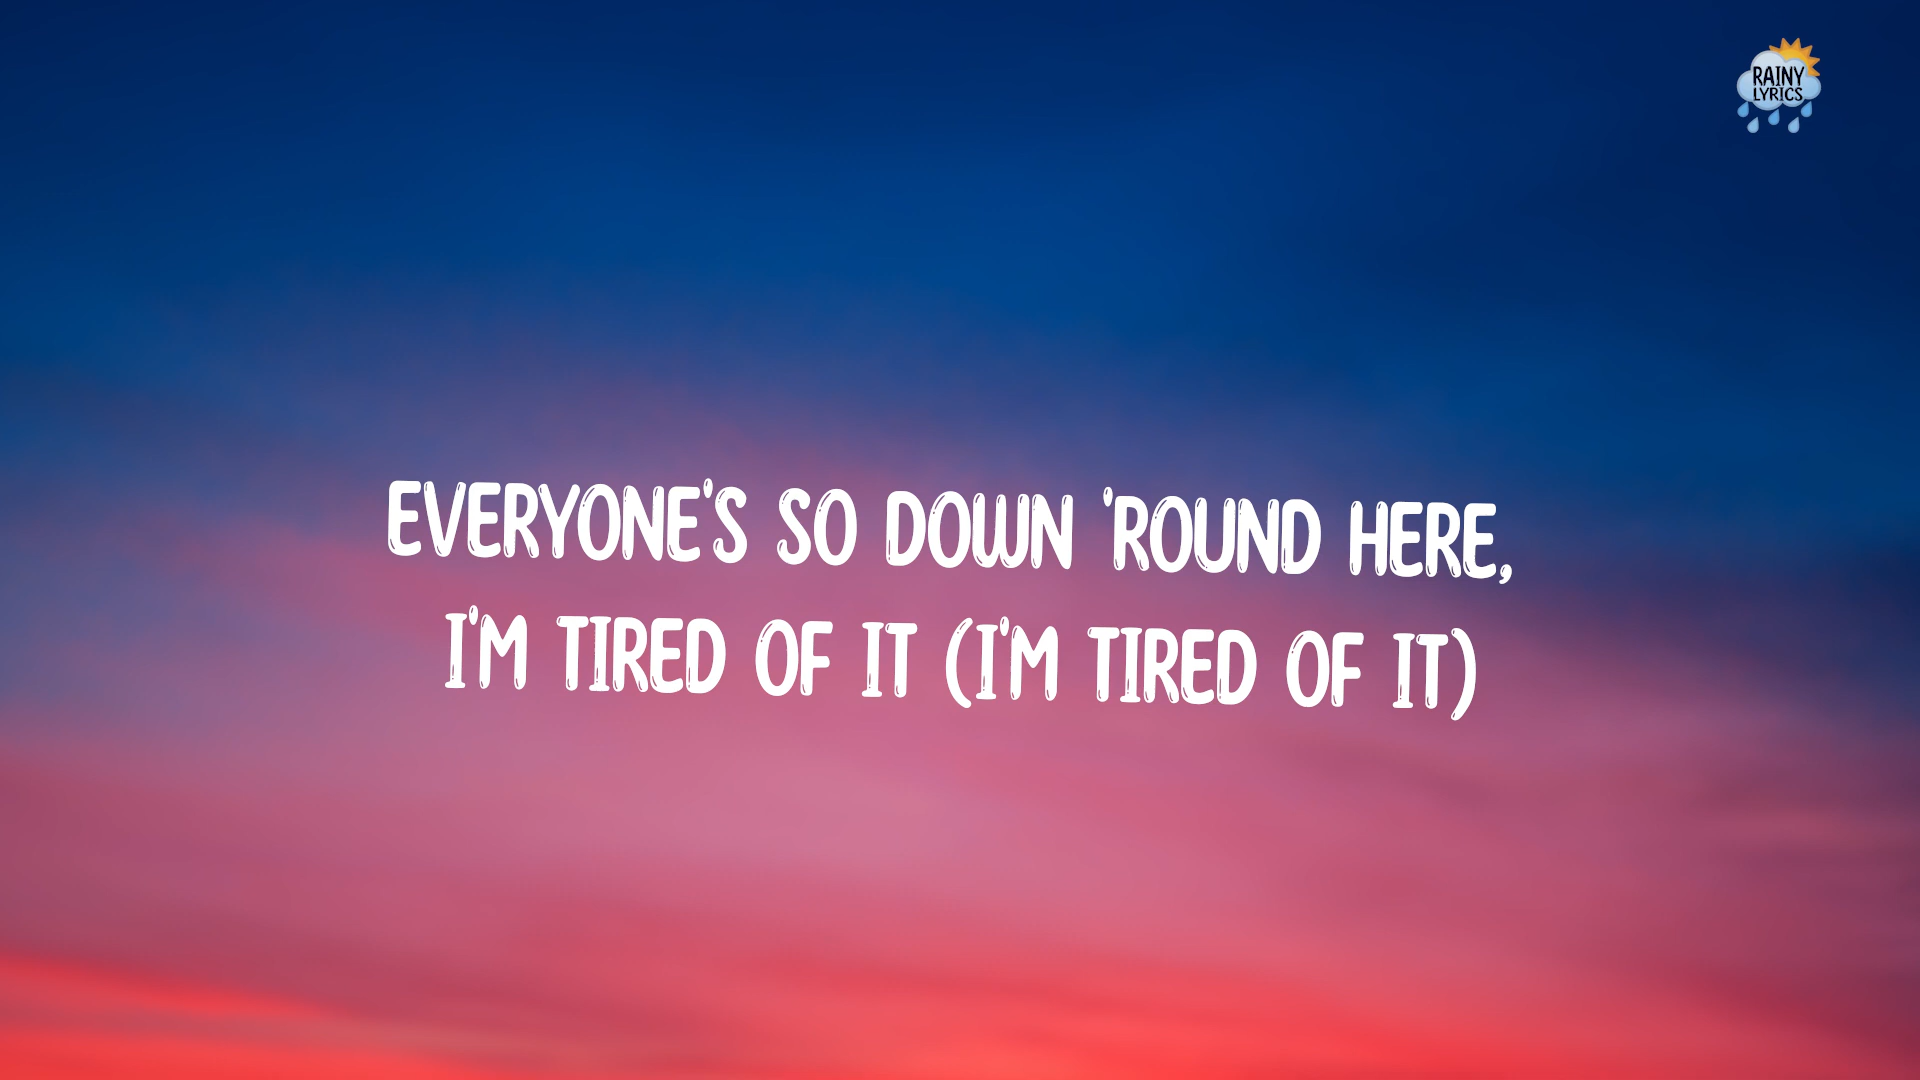 RAINY
LYRICS
EVERYONE'S SO DOWN 'ROUND HERE,
I'M TIRED OF IT (I'M TIRED OF IT)